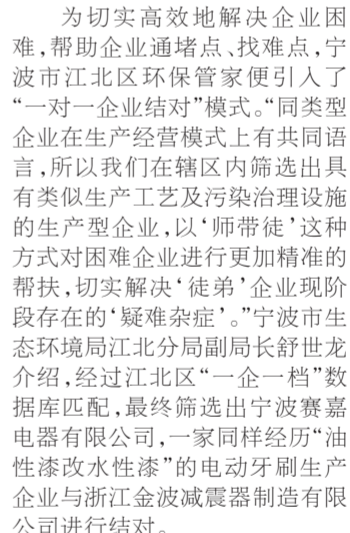 为切实高效地解决企业困
难，帮助企业通堵点、找难点，宁
波市江北区环保管家便引入了
“一对一企业结对”模式。“同类型
企业在生产经营模式上有共同语
言，所以我们在辖区内筛选出具
有类似生产工艺及污染治理设施
的生产型企业，以‘师带徒’这种
方式对困难企业进行更加精准的
帮扶，切实解决‘徒弟’企业现阶
段存在的‘疑难杂症’。”宁波市生
态环境局江北分局副局长舒世龙
介绍，经过江北区“一企一档”数
据库匹配，最终筛选出宁波赛嘉
电器有限公司，一家同样经历“油
性漆改水性漆”的电动牙刷生产
企业与浙江金波减震器制造有限
公司进行结对。